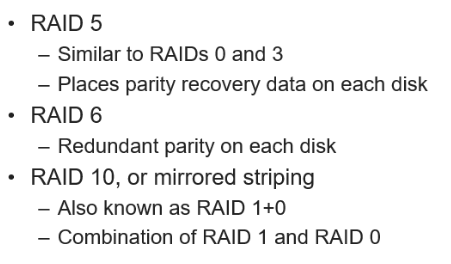 • RAID 5
– Similar to RAIDs 0 and 3
– Places parity recovery data on each disk
• RAID 6
– Redundant parity on each disk
• RAID 10, or mirrored striping
– Also known as RAID 1+0
– Combination of RAID 1 and RAID 0